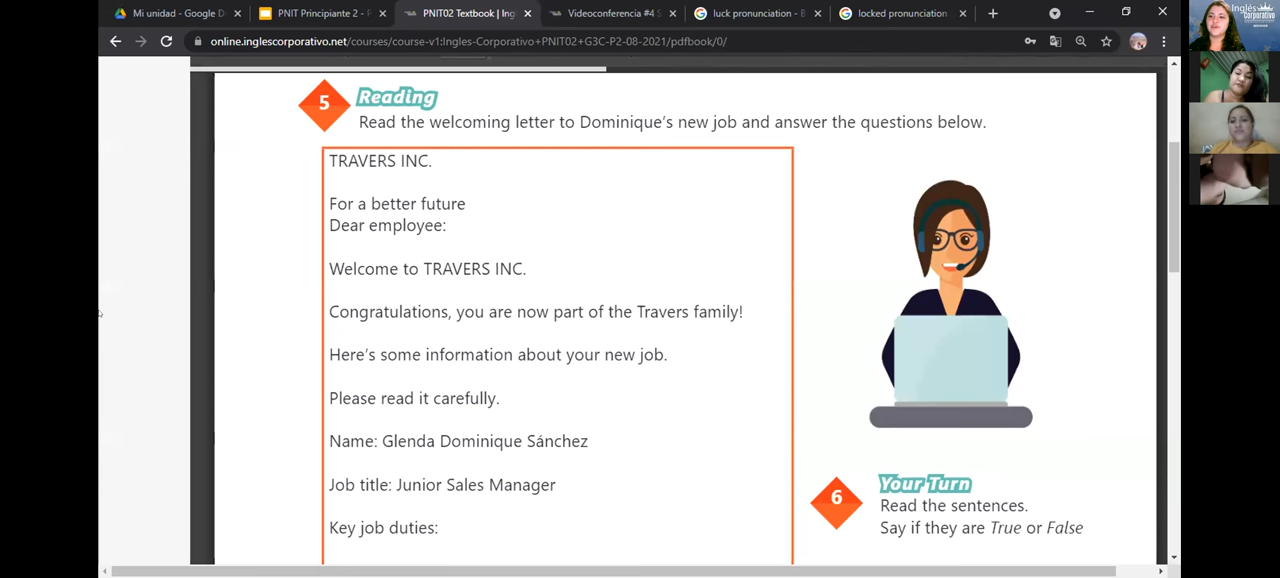 Mi unidad - Google D
PNIT Principiante 2 - P
PNIT02 Textbook | Ing
Videoconferencia #4 S
luck pronunciation - B
locked pronunciation
online.inglescorporativo.net/courses/course-v1:Ingles-Corporativo+PNIT02+G3C-P2-08-2021/pdfbook/0/
Inglés
Corporativo
5 Reading
Read the welcoming letter to Dominique's new job and answer the questions below.
TRAVERS INC.
For a better future
Dear employee:
Welcome to TRAVERS INC.
Congratulations, you are now part of the Travers family!
Here's some information about your new job.
Please read it carefully.
Name: Glenda Dominique Sánchez
Job title: Junior Sales Manager
Key job duties:
6 Your Turn
Read the sentences.
Say if they are True or False